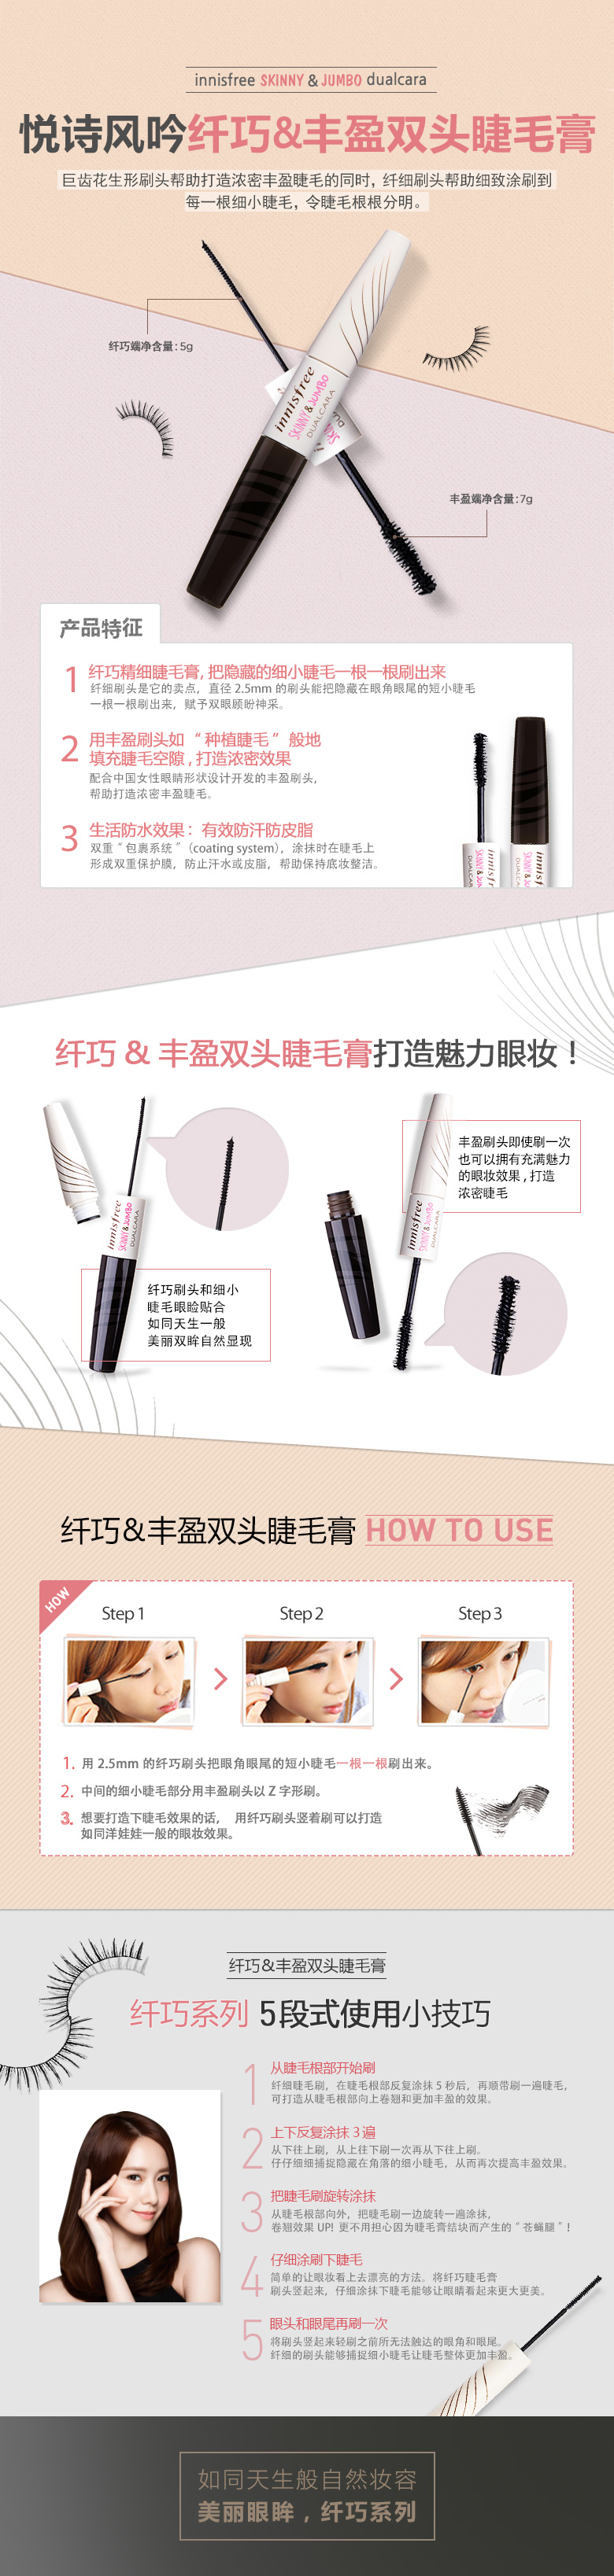 innisfree SKINNY & JUMBO dualcara
悦诗风吟纤巧&丰盈双头睫毛膏
巨齿花生形刷头帮助打造浓密丰盈睫毛的同时，纤细刷头帮助细致涂刷到
每一根细小睫毛，令睫毛根根分明。
纤巧端净含量：5g
innisfree
SKINNY & JUMBO
DUALCARA
丰盈端净含量：7g
产品特征
1 纤巧精细睫毛膏，把隐藏的细小睫毛一根一根刷出来
纤细刷头是它的卖点，直径 2.5mm 的刷头能把隐藏在眼角眼尾的短小睫毛
一根一根刷出来，赋予双眼顾盼神采。
2 用丰盈刷头如 “ 种植睫毛 ” 般地
填充睫毛空隙，打造浓密效果
配合中国女性眼睛形状设计开发的丰盈刷头，
帮助打造浓密丰盈睫毛。
3 生活防水效果：有效防汗防皮脂
双重 “ 包裹系统 ”（coating system），涂抹时在睫毛上
形成双重保护膜，防止汗水或皮脂，帮助保持底妆整洁。
纤巧 & 丰盈双头睫毛膏打造魅力眼妆！
丰盈刷头即使刷一次
也可以拥有充满魅力
的眼妆效果，打造
浓密睫毛
innisfree
SKINNY & JUMBO
DUALCARA
innisfree
SKINNY & JUMBO
DUALCARA
纤巧刷头和细小
睫毛眼睑贴合
如同天生一般
美丽双眸自然显现
纤巧&丰盈双头睫毛膏 HOW TO USE
HOW
Step 1 Step 2 Step 3
1. 用 2.5mm 的纤巧刷头把眼角眼尾的短小睫毛一根一根刷出来。
2. 中间的细小睫毛部分用丰盈刷头以 Z 字形刷。
3. 想要打造下睫毛效果的话， 用纤巧刷头竖着刷可以打造
如同洋娃娃一般的眼妆效果。
纤巧&丰盈双头睫毛膏
纤巧系列 5段式使用小技巧
1 从睫毛根部开始刷
纤细睫毛刷，在睫毛根部反复涂抹 5 秒后，再顺带刷一遍睫毛，
可打造从睫毛根部向上卷翘和更加丰盈的效果。
2 上下反复涂抹 3 遍
从下往上刷，从上往下刷一次再从下往上刷。
仔仔细细捕捉隐藏在角落的细小睫毛，从而再次提高丰盈效果。
3 把睫毛刷旋转涂抹
从睫毛根部向外，把睫毛刷一边旋转一遍涂抹，
卷翘效果 UP! 更不用担心因为睫毛膏结块而产生的 “ 苍蝇腿 ”！
4 仔细涂刷下睫毛
简单的让眼妆看上去漂亮的方法。将纤巧睫毛膏
刷头竖起来，仔细涂抹下睫毛能够让眼睛看起来更大更美。
5 眼头和眼尾再刷一次
将刷头竖起来轻刷之前所无法触达的眼角和眼尾。
纤细的刷头能够捕捉细小睫毛让睫毛整体更加丰盈。
如同天生般自然妆容
美丽眼眸，纤巧系列